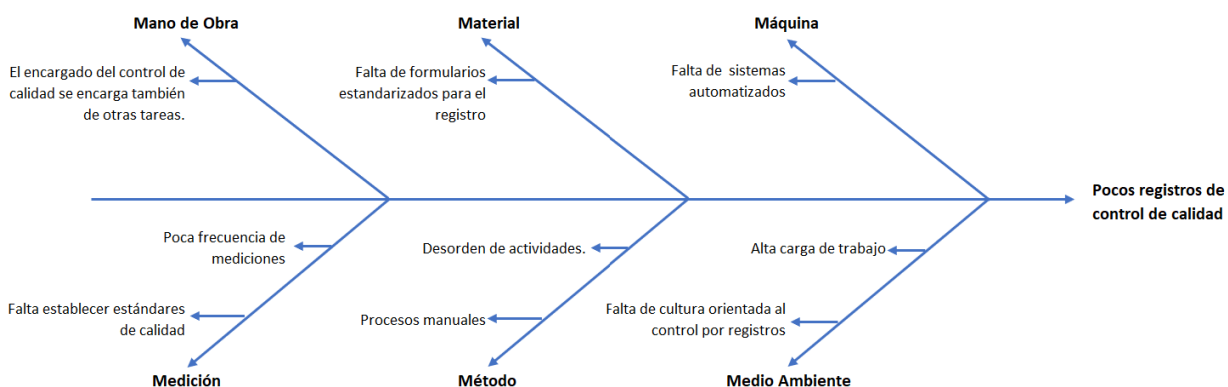 Mano de Obra
Material
Máquina
El encargado del control de
calidad se encarga también
de otras tareas.
Falta de formularios
estandarizados para el
registro
Falta de sistemas
automatizados
Pocos registros de
control de calidad
Poca frecuencia de
mediciones
Desorden de actividades.
Alta carga de trabajo
Falta establecer estándares
de calidad
Procesos manuales
Falta de cultura orientada al
control por registros
Medición
Método
Medio Ambiente